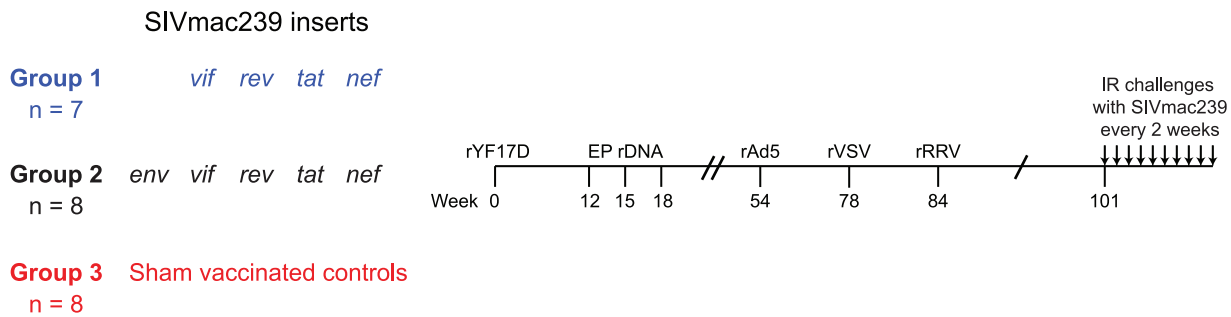 SIVmac239 inserts
Group 1 vif rev tat nef
n = 7
Group 2 env vif rev tat nef
n = 8
Group 3 Sham vaccinated controls
n = 8
IR challenges
with SIVmac239
every 2 weeks
rYF17D EP rDNA rAd5 rVSV rRRV
Week 0 12 15 18 54 78 84 101